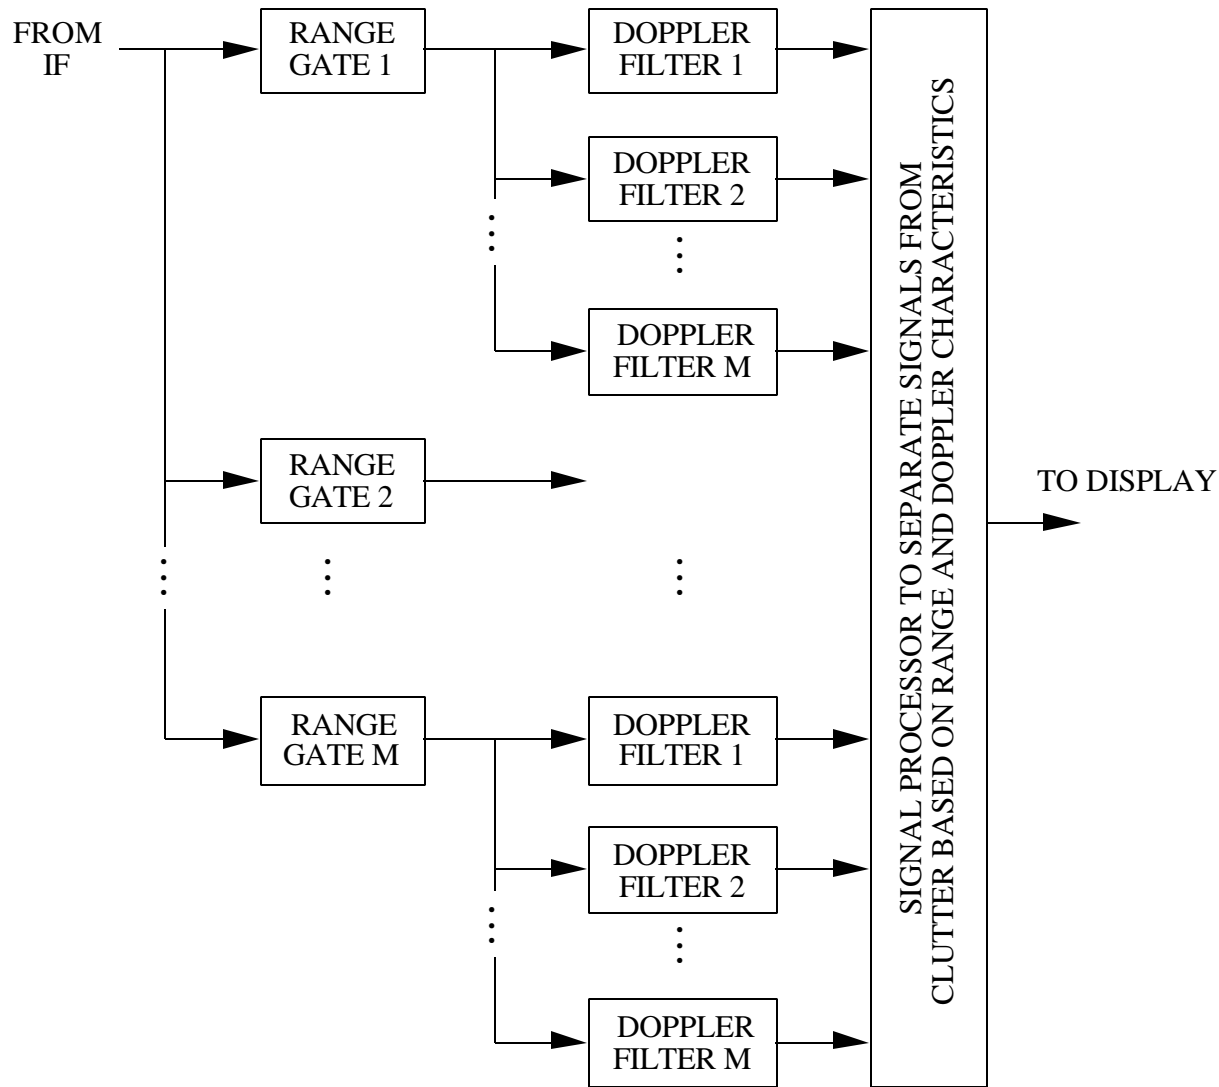 FROM
IF
RANGE
GATE 1
DOPPLER
FILTER 1
DOPPLER
FILTER 2
DOPPLER
FILTER M
RANGE
GATE 2
RANGE
GATE M
DOPPLER
FILTER 1
DOPPLER
FILTER 2
DOPPLER
FILTER M
SIGNAL PROCESSOR TO SEPARATE SIGNALS FROM
CLUTTER BASED ON RANGE AND DOPPLER CHARACTERISTICS
TO DISPLAY